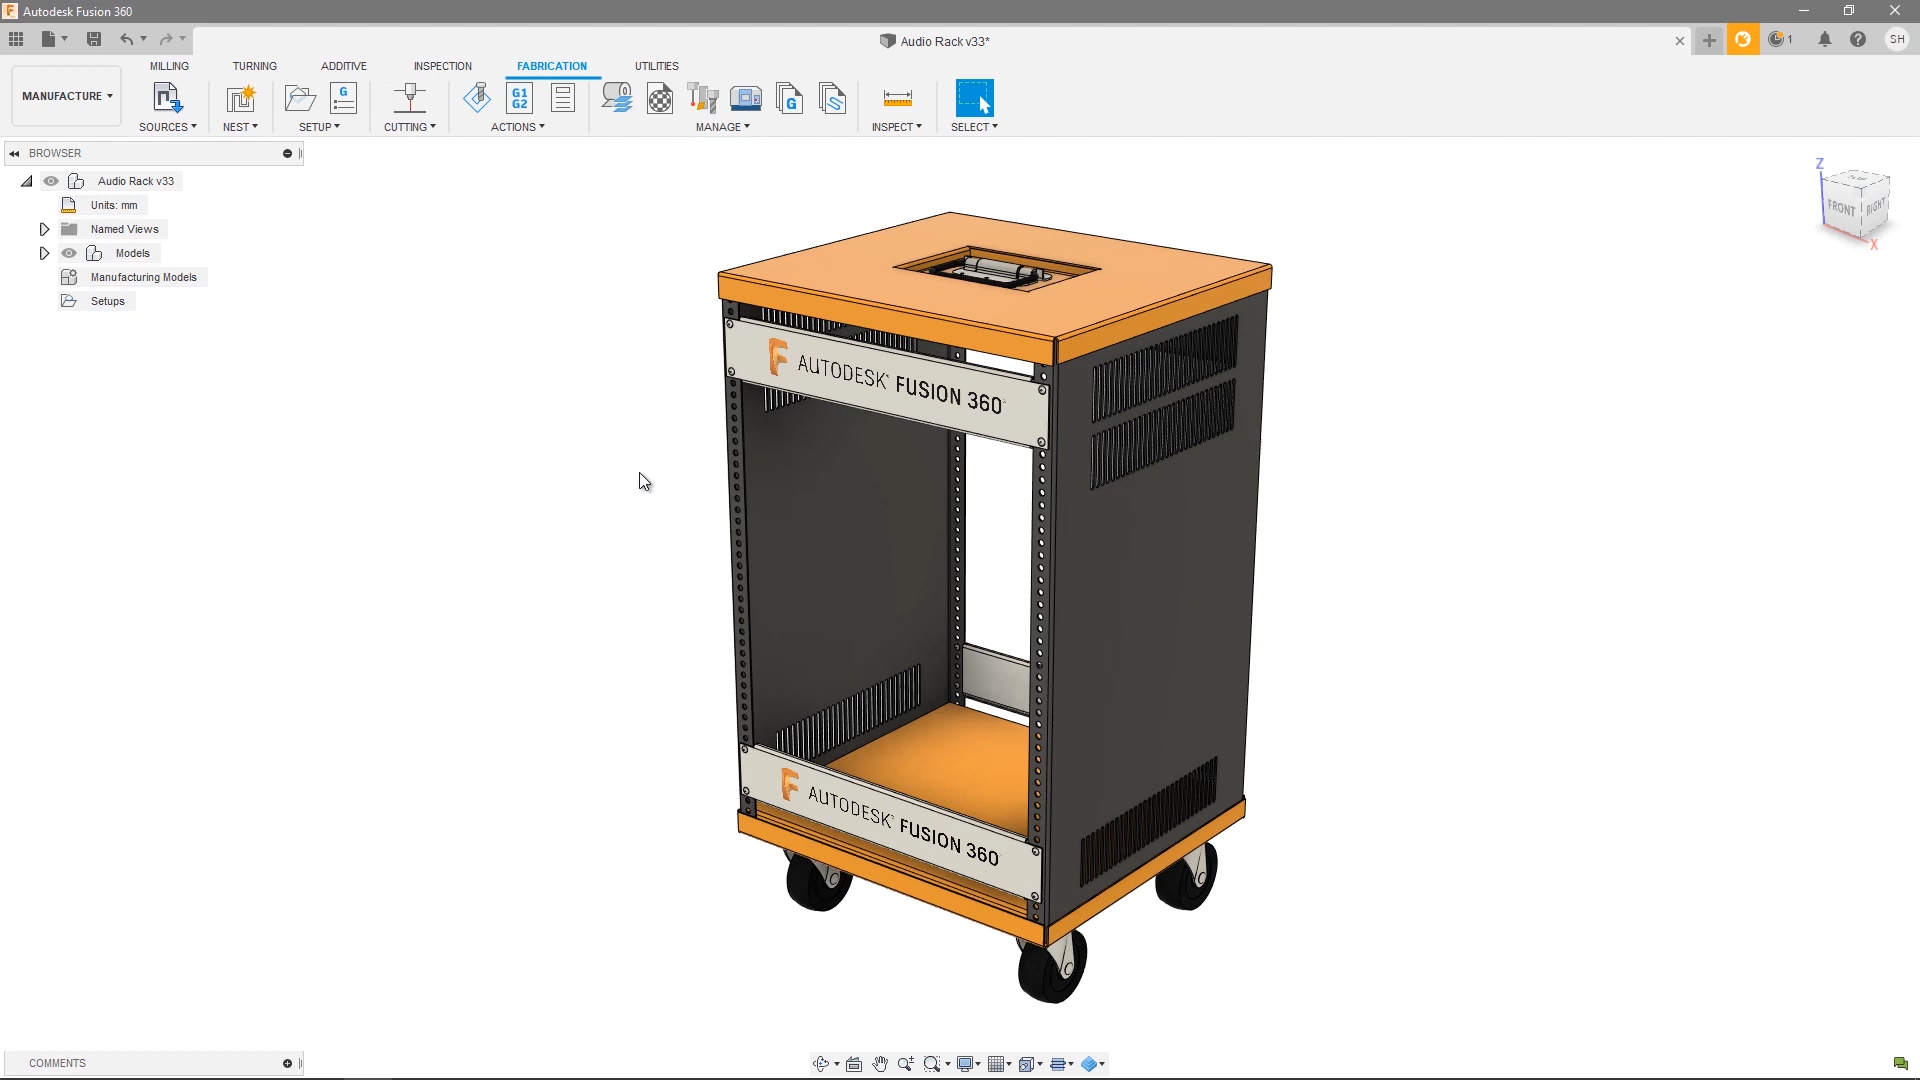 Autodesk Fusion 360
Audio Rack v33*
1
SH
MANUFACTURE
MILLING
TURNING
ADDITIVE
INSPECTION
FABRICATION
UTILITIES
G
G1
G2
G
SOURCES
NEST
SETUP
CUTTING
ACTIONS
MANAGE
INSPECT
SELECT
BROWSER
Audio Rack v33
Units: mm
Named Views
Models
Manufacturing Models
Setups
Z
FRONT
RIGHT
X
AUTODESK FUSION 360
AUTODESK FUSION 360
COMMENTS